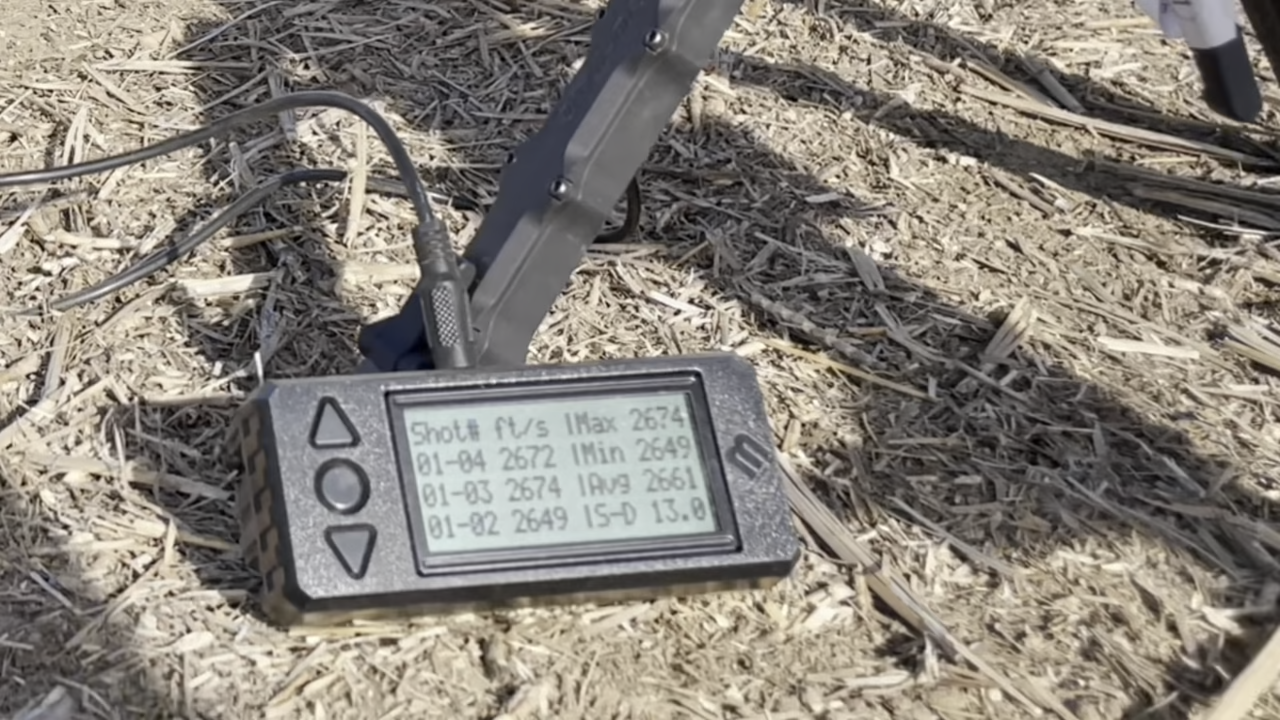 Shot# ft/s |Max 2674
01-04 2672 |Min 2649
01-03 2674 |Avg 2661
01-02 2649 |S-D 13.0
m